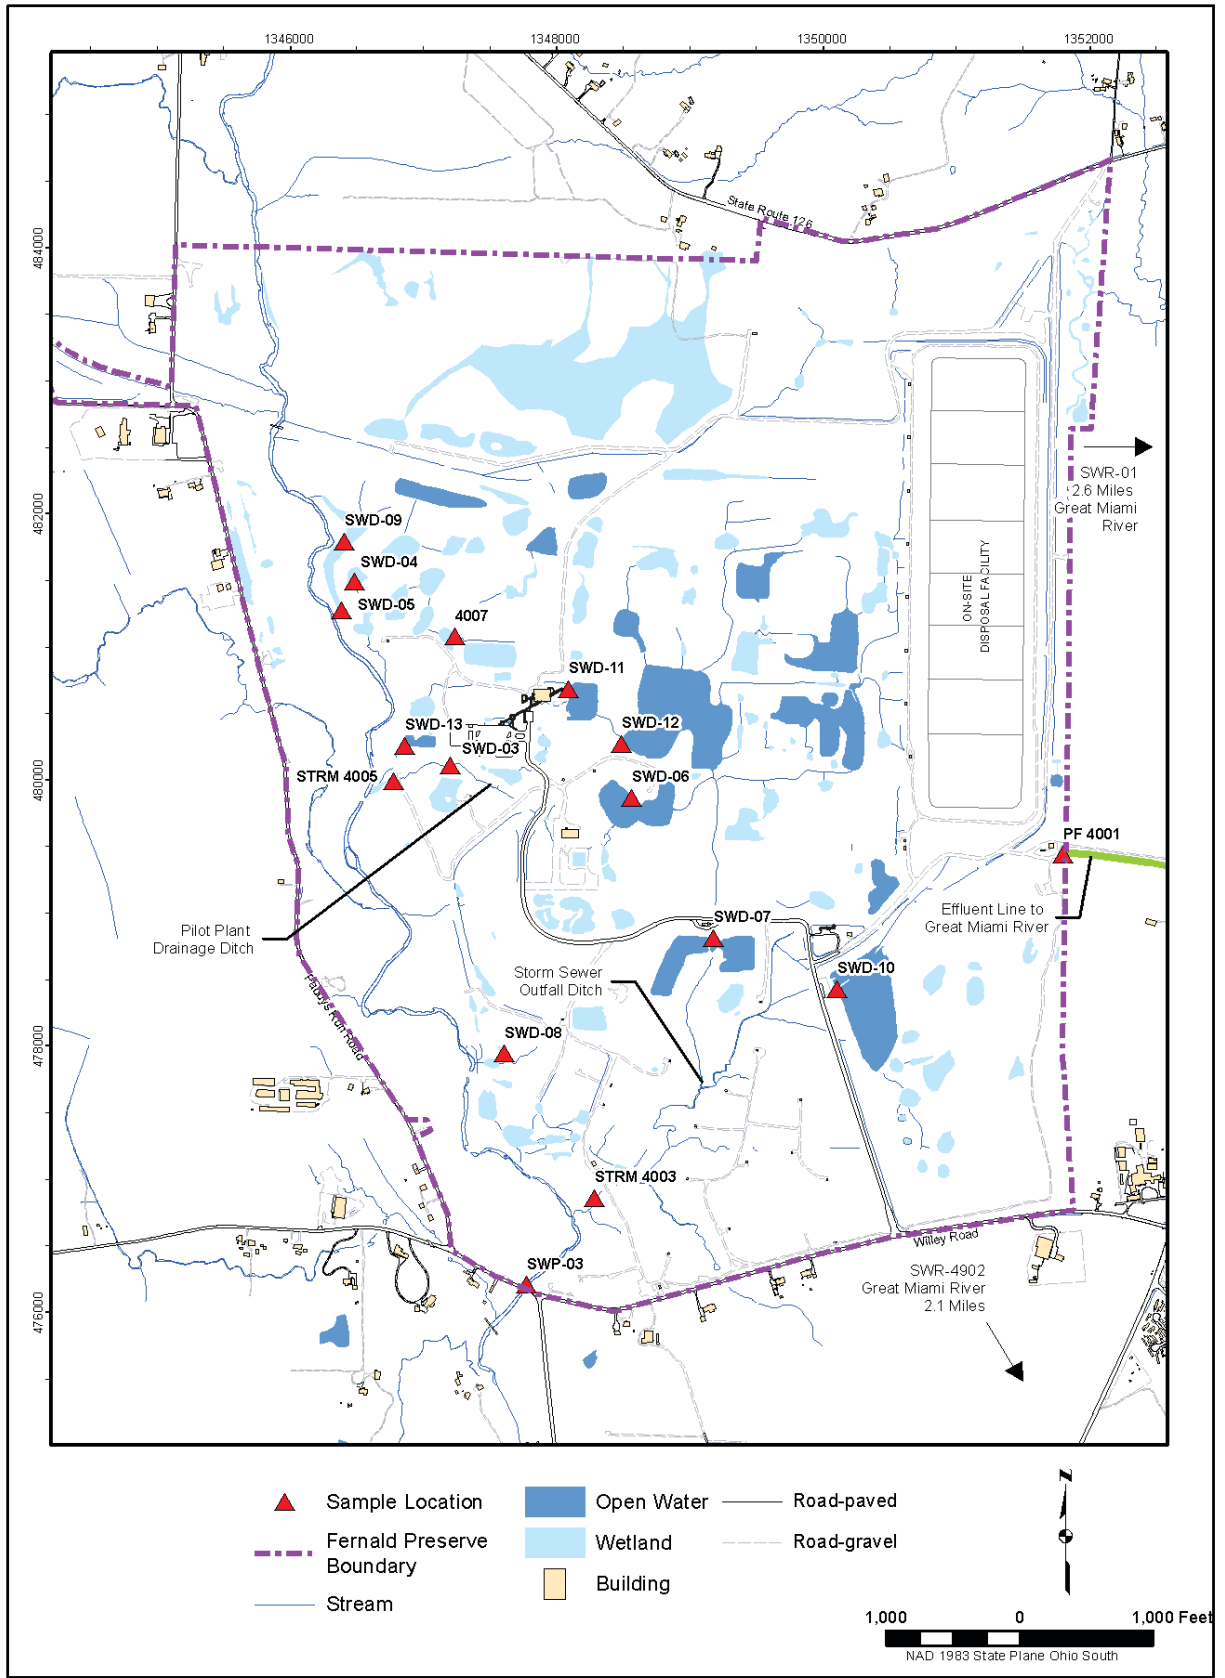 1346000
1348000
1350000
1352000
484000
482000
480000
478000
476000
State Route 126
SWR-01
2.6 Miles
Great Miami
River
SWD-09
SWD-04
SWD-05
4007
ON-SITE
DISPOSAL FACILITY
SWD-11
SWD-13
SWD-12
SWD-03
STRM 4005
SWD-06
PF 4001
Effluent Line to
Great Miami River
Pilot Plant
Drainage Ditch
SWD-07
Storm Sewer
Outfall Ditch
SWD-10
Paddys Run Road
SWD-08
STRM 4003
Willey Road
SWP-03
SWR-4902
Great Miami River
2.1 Miles
Sample Location
Fernald Preserve
Boundary
Stream
Open Water
Wetland
Building
Road-paved
Road-gravel
N
1,000 0 1,000 Feet
NAD 1983 State Plane Ohio South